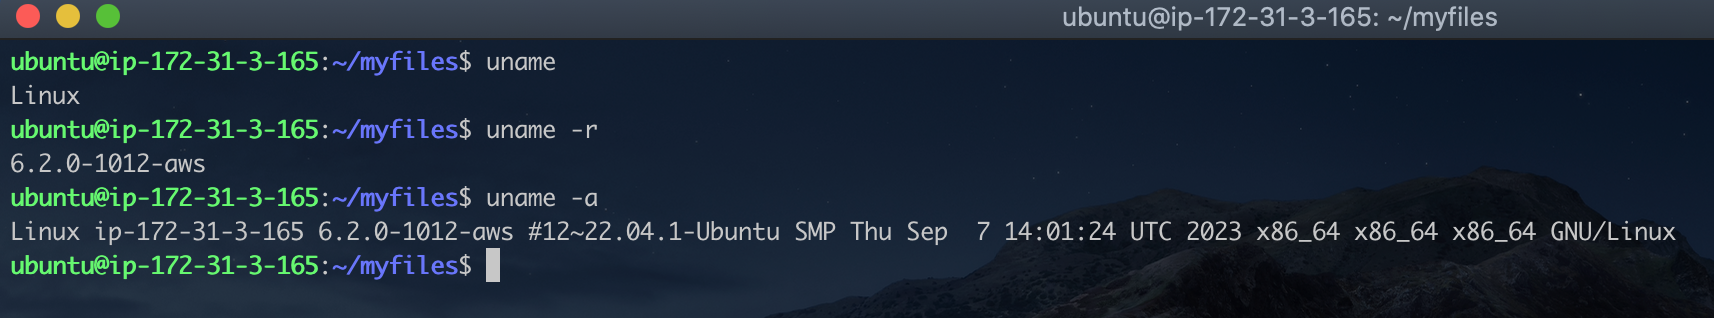 ubuntu@ip-172-31-3-165: ~/myfiles
ubuntu@ip-172-31-3-165:~/myfiles$ uname
Linux
ubuntu@ip-172-31-3-165:~/myfiles$ uname -r
6.2.0-1012-aws
ubuntu@ip-172-31-3-165:~/myfiles$ uname -a
Linux ip-172-31-3-165 6.2.0-1012-aws #12~22.04.1-Ubuntu SMP Thu Sep  7 14:01:24 UTC 2023 x86_64 x86_64 x86_64 GNU/Linux
ubuntu@ip-172-31-3-165:~/myfiles$